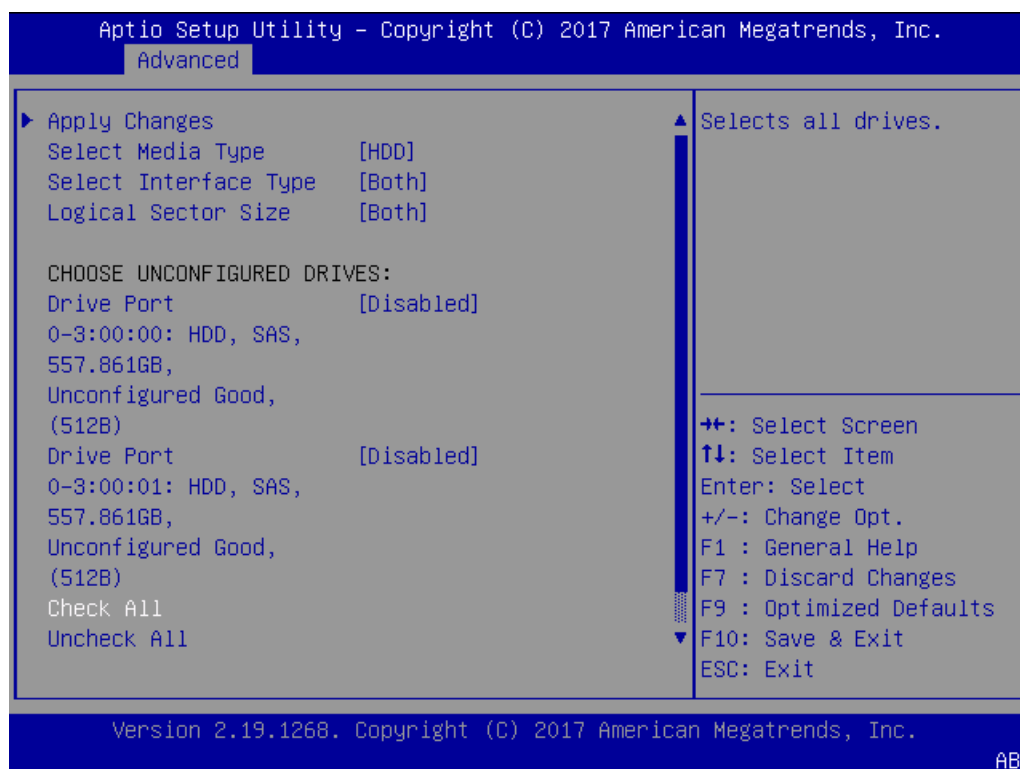 Aptio Setup Utility – Copyright (C) 2017 American Megatrends, Inc.
Advanced
Apply Changes
Select Media Type [HDD]
Select Interface Type [Both]
Logical Sector Size [Both]
CHOOSE UNCONFIGURED DRIVES:
Drive Port [Disabled]
0-3:00:00: HDD, SAS,
557.861GB,
Unconfigured Good,
(512B)
Drive Port [Disabled]
0-3:00:01: HDD, SAS,
557.861GB,
Unconfigured Good,
(512B)
Check All
Uncheck All
Selects all drives.
→←: Select Screen
↑↓: Select Item
Enter: Select
+/-: Change Opt.
F1 : General Help
F7 : Discard Changes
F9 : Optimized Defaults
F10: Save & Exit
ESC: Exit
Version 2.19.1268. Copyright (C) 2017 American Megatrends, Inc.
AB